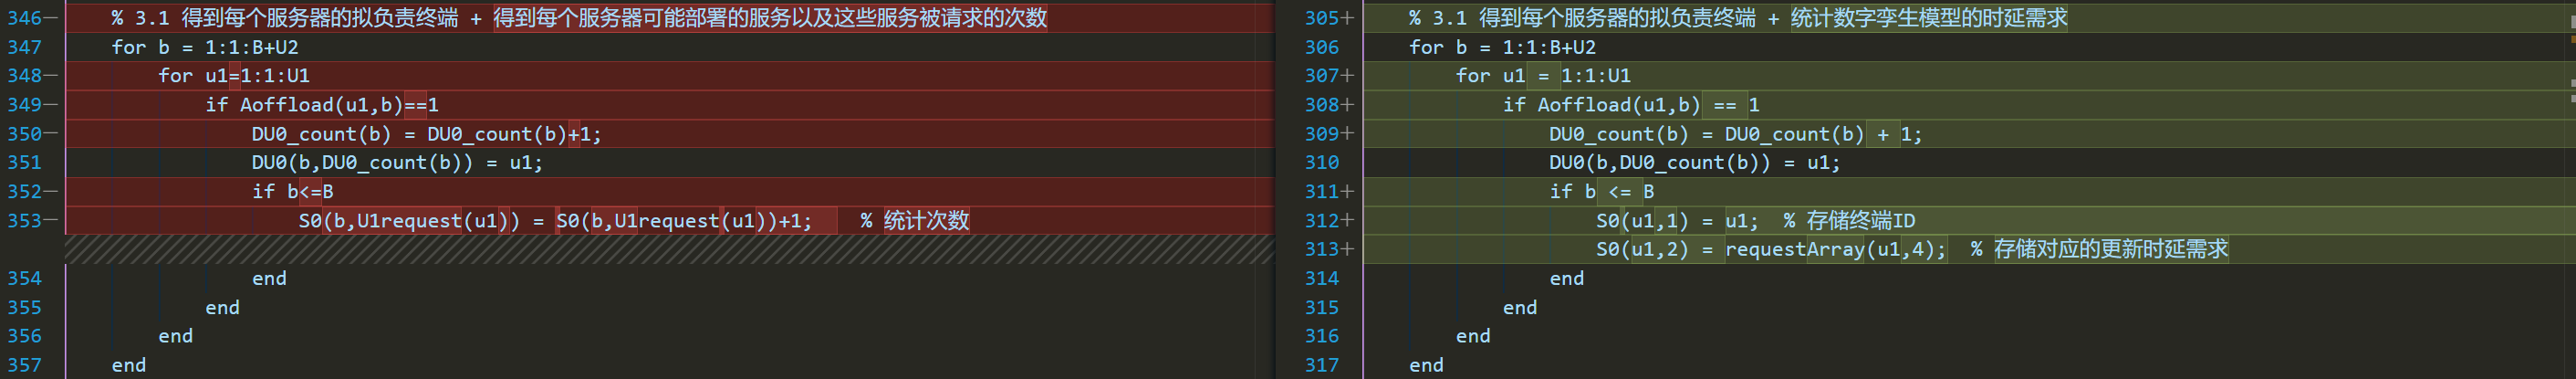 346— % 3.1 得到每个服务器的拟负责终端 + 得到每个服务器可能部署的服务以及这些服务被请求的次数
347 for b = 1:1:B+U2
348— for u1=1:1:U1
349— if Aoffload(u1,b)==1
350— DU0_count(b) = DU0_count(b)+1;
351 DU0(b,DU0_count(b)) = u1;
352— if b<=B
353— S0(b,U1request(u1)) = S0(b,U1request(u1))+1; % 统计次数
354 end
355 end
356 end
357 end
305+ % 3.1 得到每个服务器的拟负责终端 + 统计数字孪生模型的时延需求
306 for b = 1:1:B+U2
307+ for u1 = 1:1:U1
308+ if Aoffload(u1,b) == 1
309+ DU0_count(b) = DU0_count(b) + 1;
310 DU0(b,DU0_count(b)) = u1;
311+ if b <= B
312+ S0(u1,1) = u1; % 存储终端ID
313+ S0(u1,2) = requestArray(u1,4); % 存储对应的更新时延需求
314 end
315 end
316 end
317 end